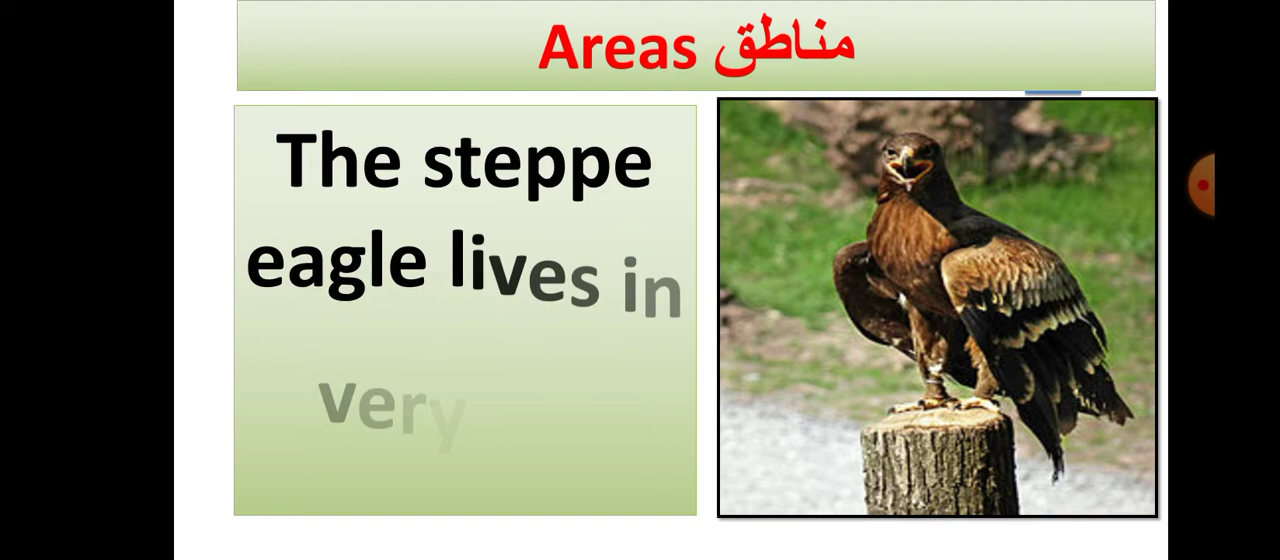 Areas مناطق
The steppe
eagle lives in
very